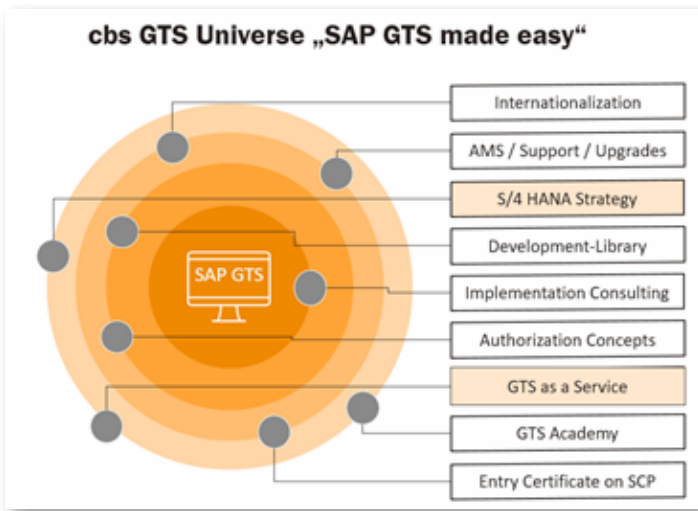 cbs GTS Universe „SAP GTS made easy“
Internationalization
AMS / Support / Upgrades
S/4 HANA Strategy
Development-Library
SAP GTS
Implementation Consulting
Authorization Concepts
GTS as a Service
GTS Academy
Entry Certificate on SCP